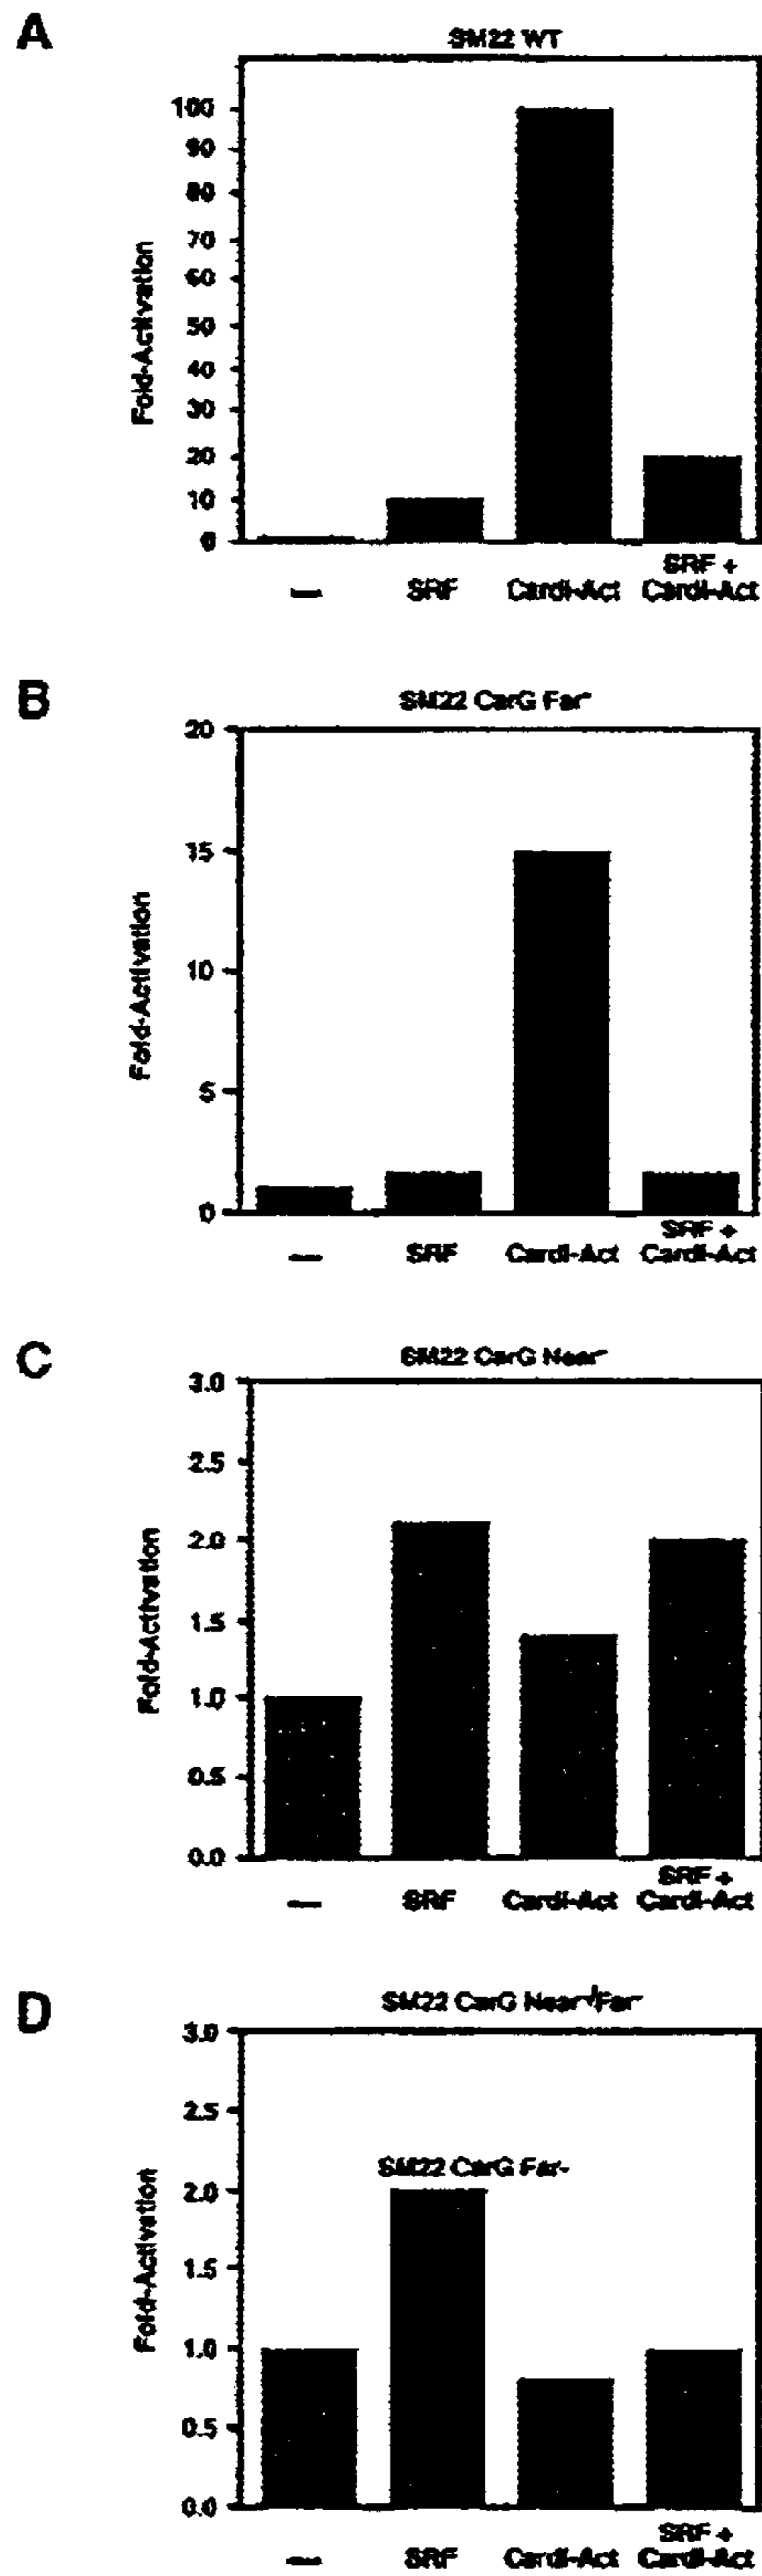 A
SM22 WT
Fold-Activation
100
90
80
70
60
50
40
30
20
10
0
—
SRF
Cardi-Act
SRF +
Cardi-Act
B
SM22 CarG Far⁻
Fold-Activation
20
15
10
5
0
—
SRF
Cardi-Act
SRF +
Cardi-Act
C
SM22 CarG Near⁻
Fold-Activation
3.0
2.5
2.0
1.5
1.0
0.5
0.0
—
SRF
Cardi-Act
SRF +
Cardi-Act
D
SM22 CarG Near⁻/Far⁻
Fold-Activation
3.0
2.5
2.0
1.5
1.0
0.5
0.0
SM22 CarG Far-
—
SRF
Cardi-Act
SRF +
Cardi-Act